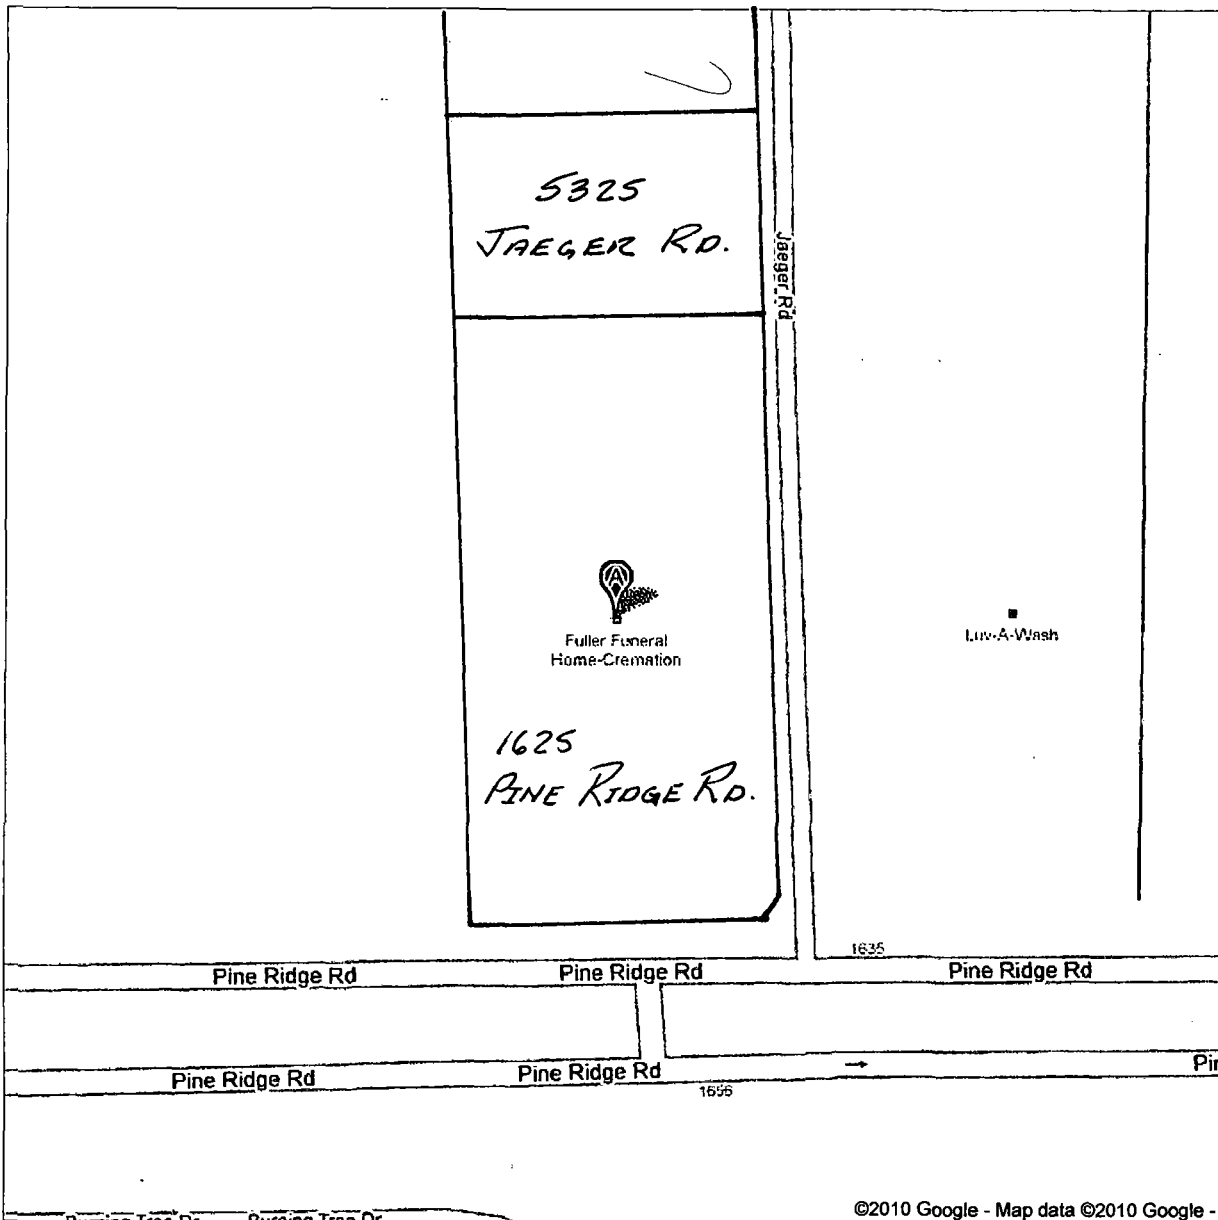 5325
JAEGER RD.
Jaeger Rd
A
Fuller Funeral
Home-Cremation
Luv-A-Wash
1625
PINE RIDGE RD.
1635
Pine Ridge Rd Pine Ridge Rd Pine Ridge Rd
Pine Ridge Rd Pine Ridge Rd → Pin
1656
©2010 Google - Map data ©2010 Google -